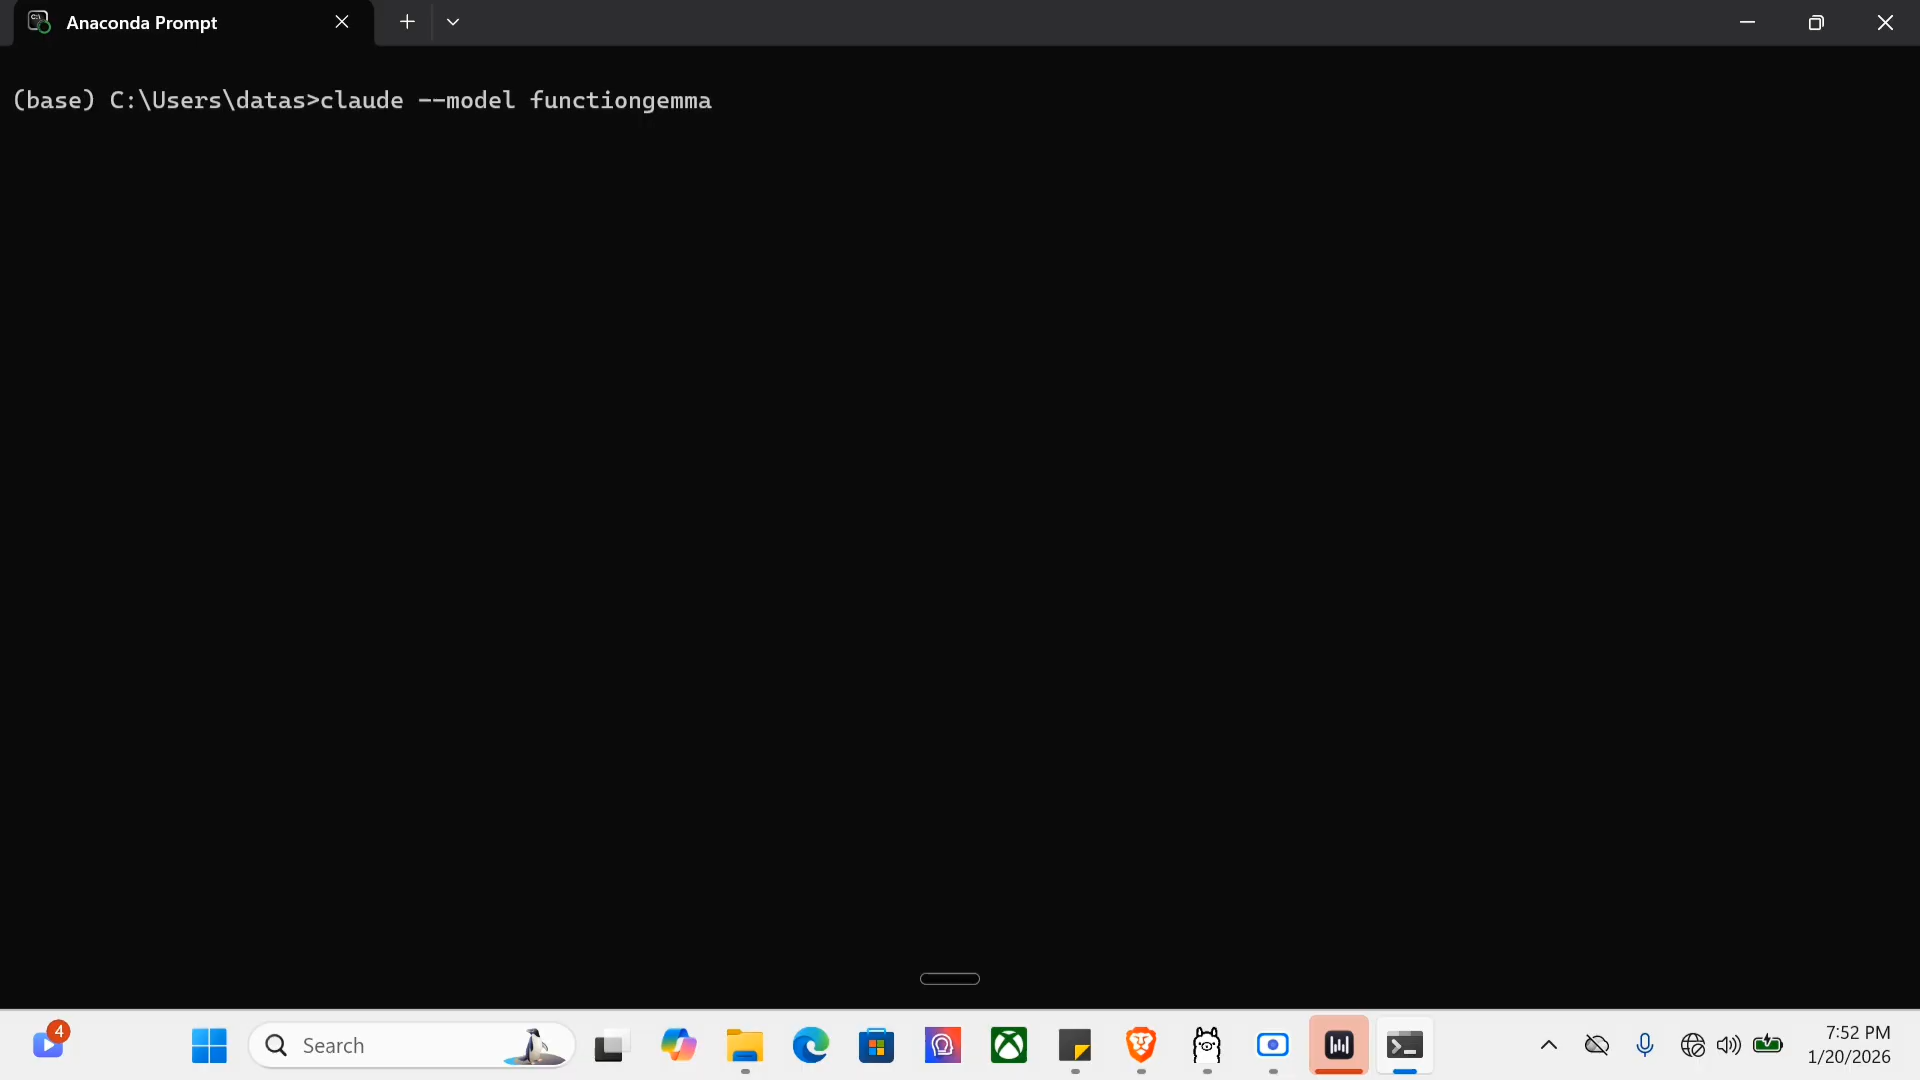 Anaconda Prompt
(base) C:\Users\datas>claude --model functiongemma
4
Search
7:52 PM
1/20/2026